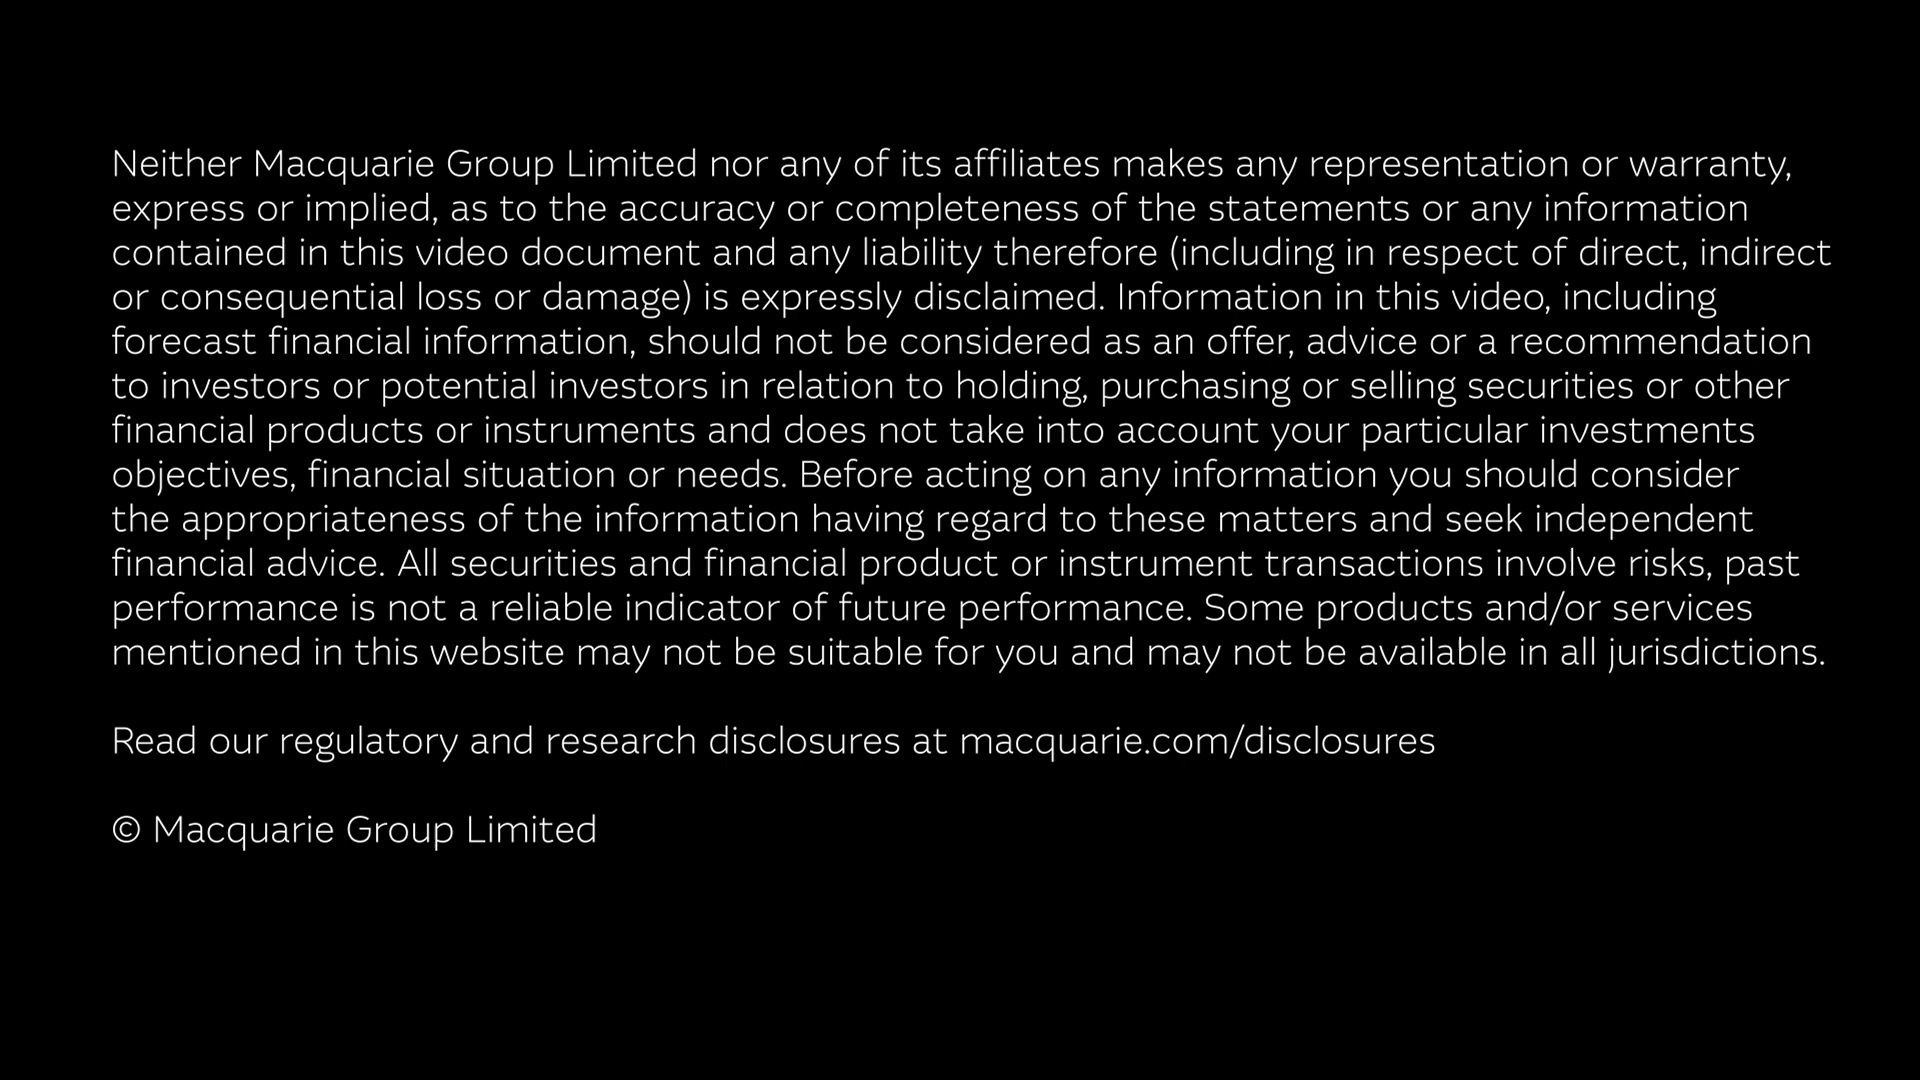 Neither Macquarie Group Limited nor any of its affiliates makes any representation or warranty,
express or implied, as to the accuracy or completeness of the statements or any information
contained in this video document and any liability therefore (including in respect of direct, indirect
or consequential loss or damage) is expressly disclaimed. Information in this video, including
forecast financial information, should not be considered as an offer, advice or a recommendation
to investors or potential investors in relation to holding, purchasing or selling securities or other
financial products or instruments and does not take into account your particular investments
objectives, financial situation or needs. Before acting on any information you should consider
the appropriateness of the information having regard to these matters and seek independent
financial advice. All securities and financial product or instrument transactions involve risks, past
performance is not a reliable indicator of future performance. Some products and/or services
mentioned in this website may not be suitable for you and may not be available in all jurisdictions.
Read our regulatory and research disclosures at macquarie.com/disclosures
© Macquarie Group Limited